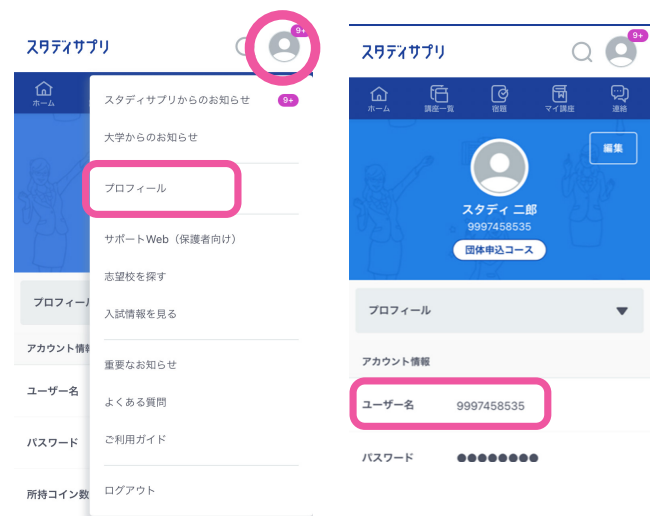 スタディサプリ
9+
ホーム
スタディサプリからのお知らせ 9+
大学からのお知らせ
プロフィール
サポートWeb（保護者向け）
志望校を探す
入試情報を見る
重要なお知らせ
よくある質問
ご利用ガイド
ログアウト
プロフィール
アカウント情報
ユーザー名
パスワード
所持コイン数
スタディサプリ
9+
ホーム 講座一覧 宿題 マイ講座 連絡
編集
スタディ 二郎
9997458535
団体申込コース
プロフィール
アカウント情報
ユーザー名 9997458535
パスワード ●●●●●●●●